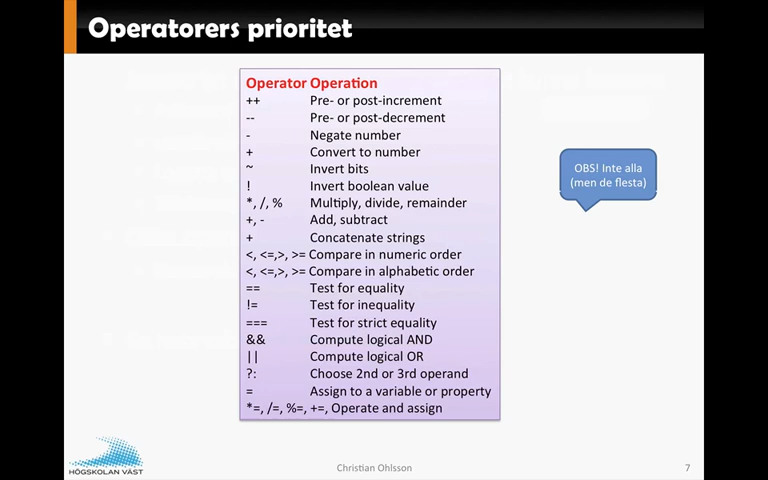 Operatorers prioritet
Operator Operation
++ Pre- or post-increment
-- Pre- or post-decrement
- Negate number
+ Convert to number
~ Invert bits
! Invert boolean value
*, /, % Multiply, divide, remainder
+, - Add, subtract
+ Concatenate strings
<, <=,>, >= Compare in numeric order
<, <=,>, >= Compare in alphabetic order
== Test for equality
!= Test for inequality
=== Test for strict equality
&& Compute logical AND
|| Compute logical OR
?: Choose 2nd or 3rd operand
= Assign to a variable or property
*=, /=, %=, +=, Operate and assign
OBS! Inte alla
(men de flesta)
HÖGSKOLAN VÄST
Christian Ohlsson
7